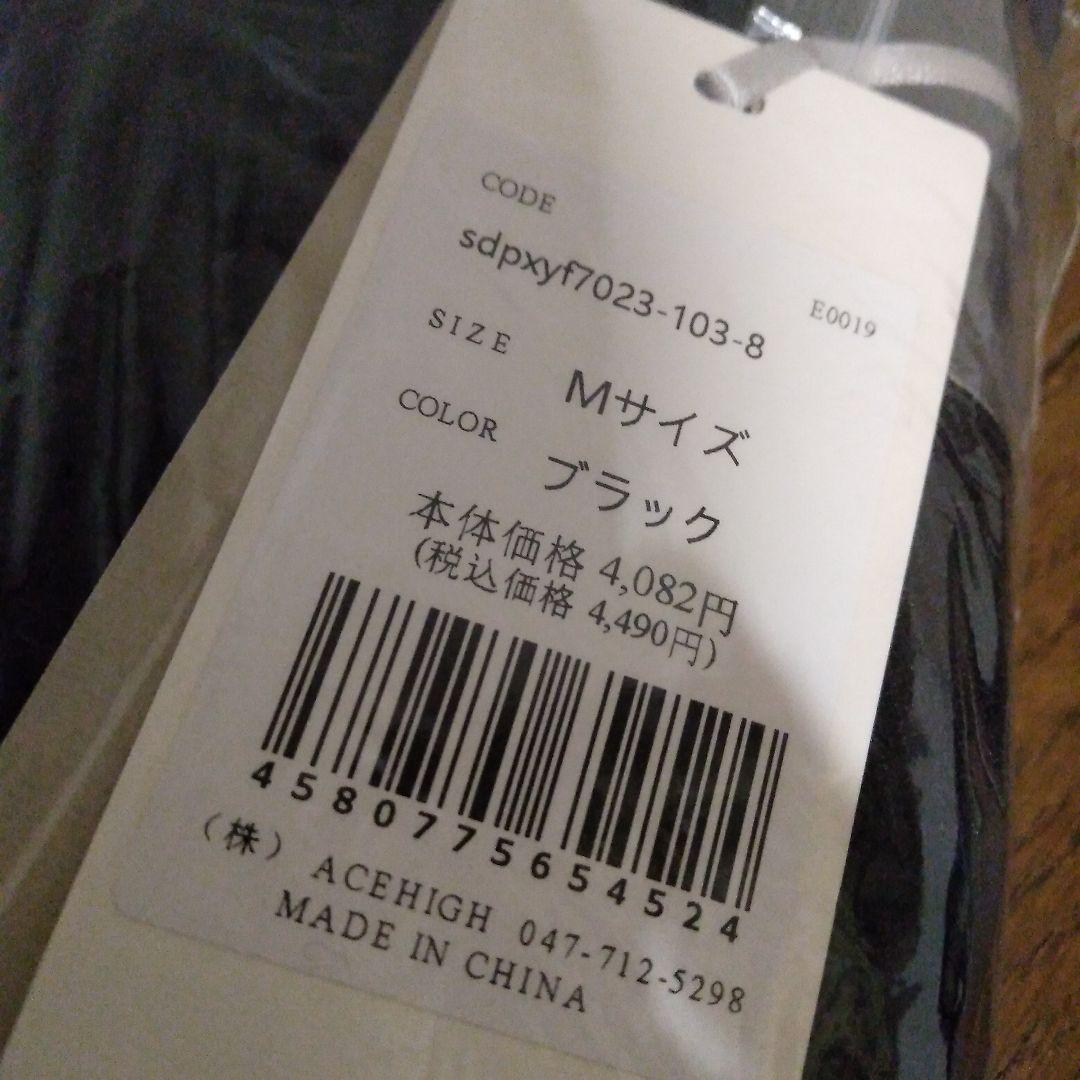 CODE
sdpxyf7023-103-8
E0019
SIZE
Mサイズ
COLOR
ブラック
本体価格 4,082円
(税込価格 4,490円)
4580775654524
(株) ACEHIGH 047-712-5298
MADE IN CHINA